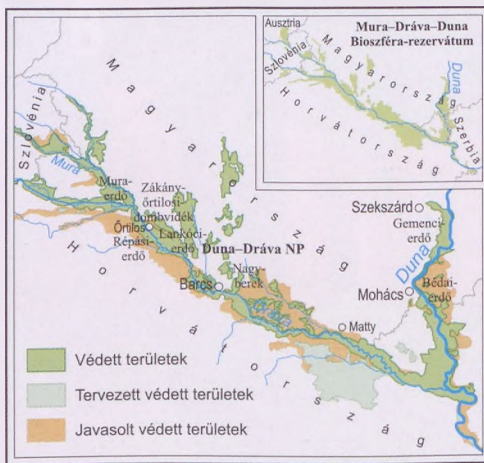 Mura–Dráva–Duna
Bioszféra-rezervátum
Ausztria
Szlovénia
Magyarország
Horvátország
Duna
Szerbia
Szlovénia
Magyarország
Mura
Mura-
erdő
Zákány-
őrtilosi-
dombvidék
Őrtilos
Lankóci-
erdő
Répási-
erdő
Duna–Dráva NP
Barcs
Nagy-
berek
Dráva
Szekszárd
Gemenci-
erdő
Duna
Mohács
Bédai-
erdő
Matty
Horvátország
Védett területek
Tervezett védett területek
Javasolt védett területek